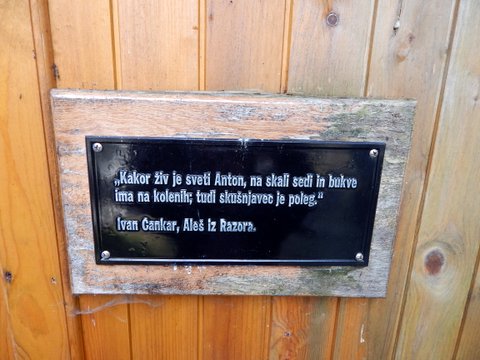 „Kakor živ je sveti Anton, na skali sedi in bukve
ima na kolenih; tudi skušnjavec je poleg.“
Ivan Cankar, Aleš iz Razora.